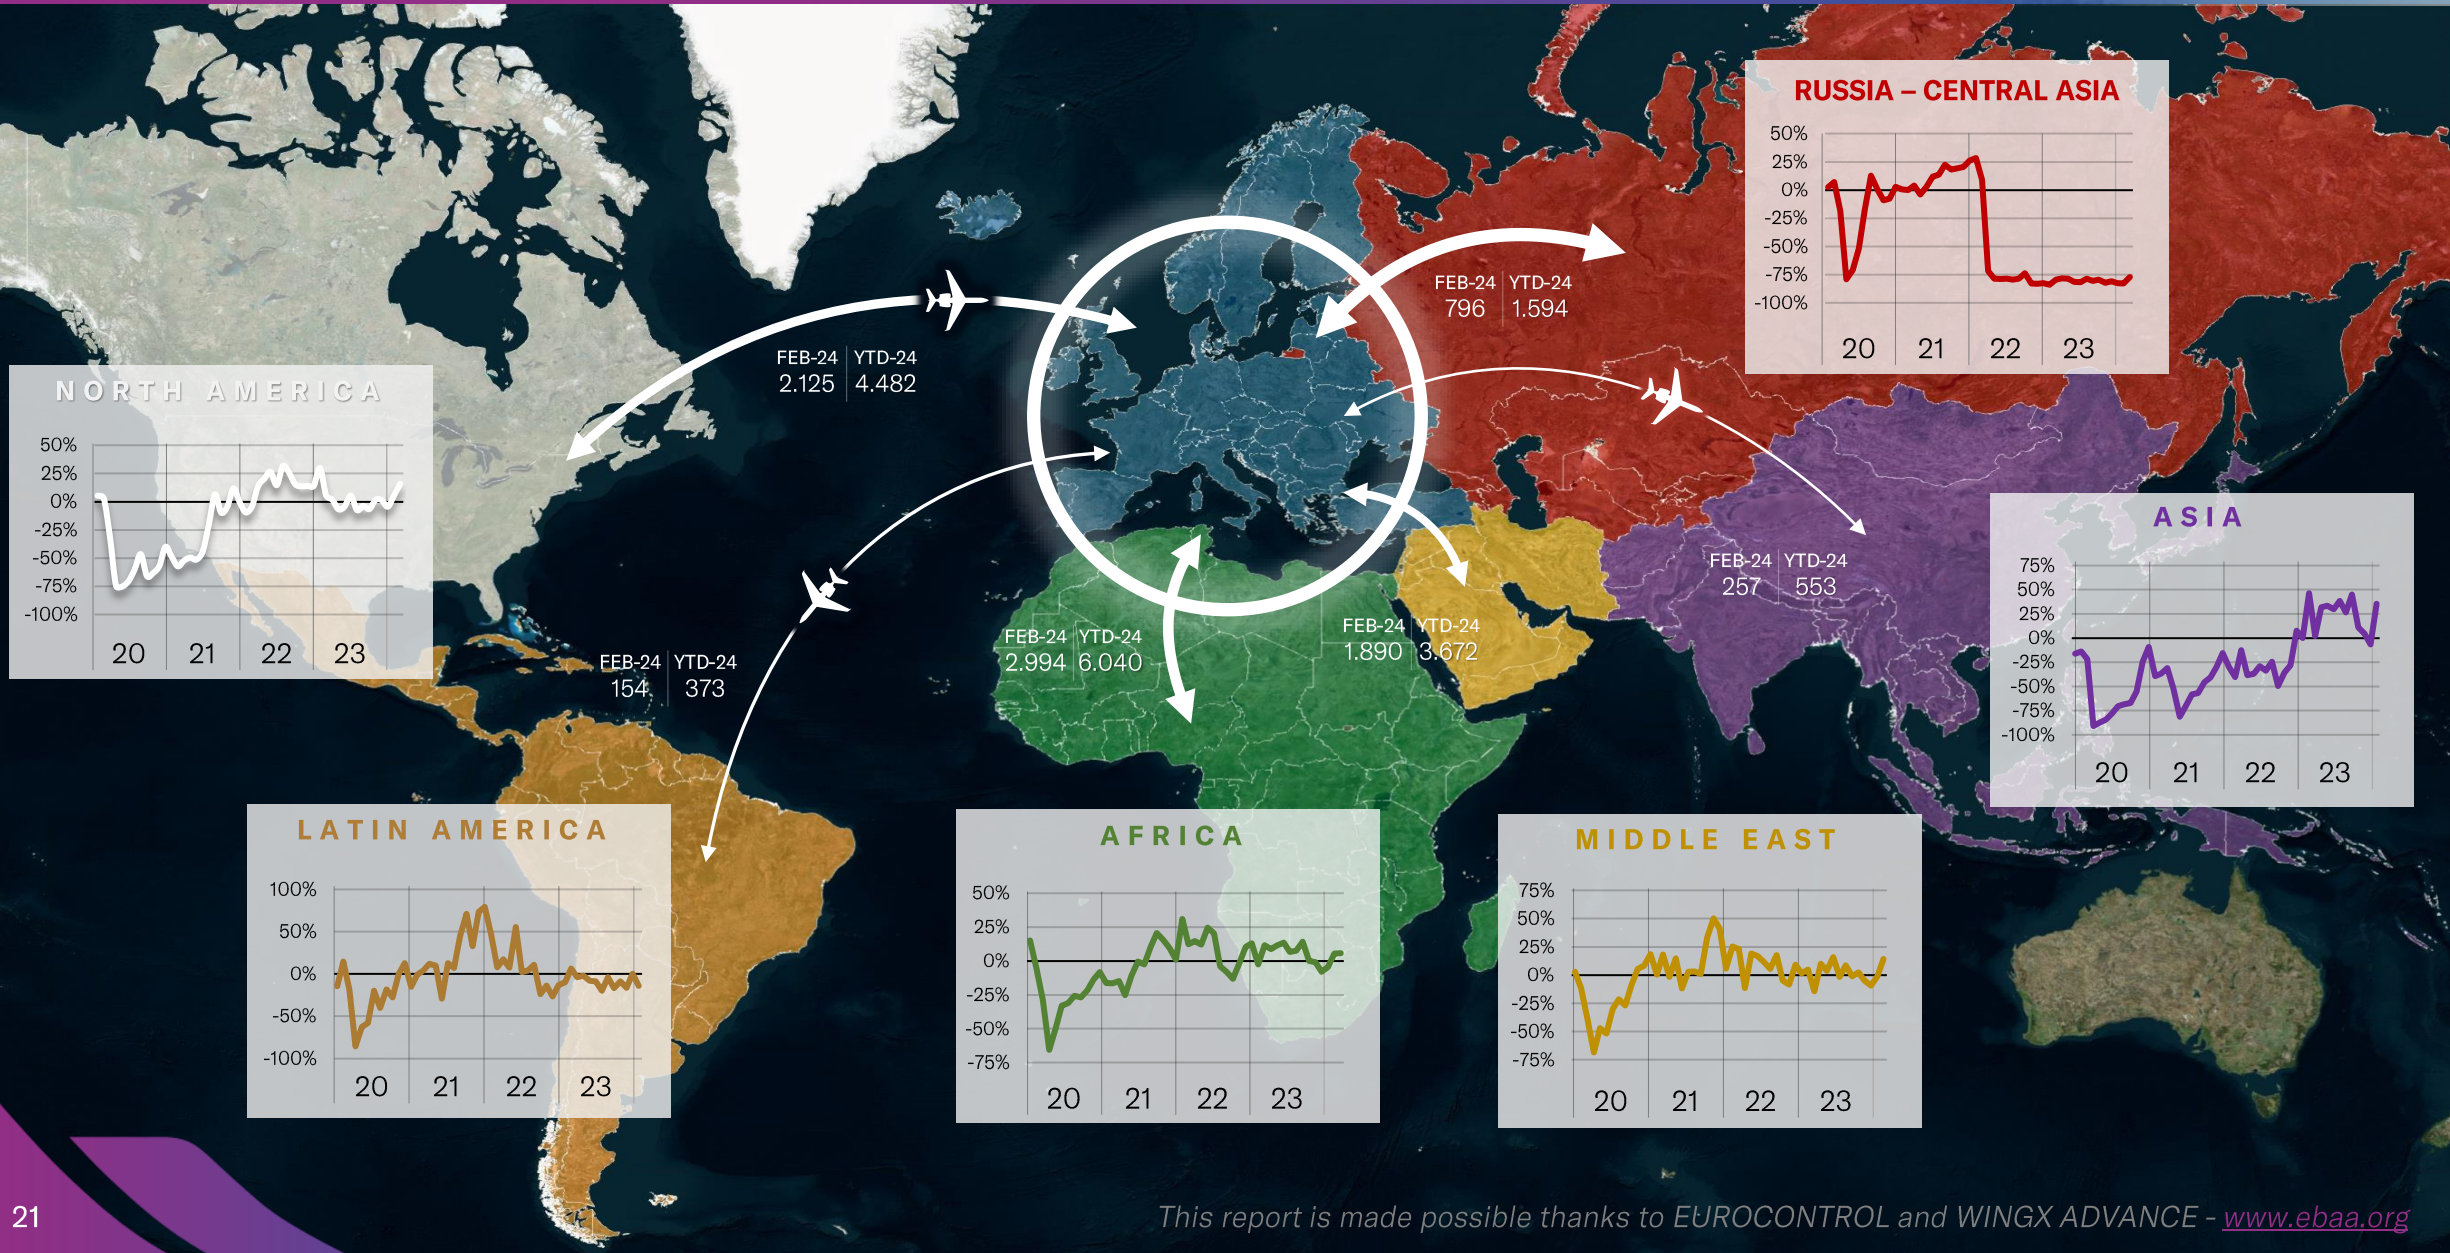 RUSSIA – CENTRAL ASIA
50%
25%
0%
-25%
-50%
-75%
-100%
20 21 22 23
FEB-24 YTD-24
796 1.594
FEB-24 YTD-24
2.125 4.482
NORTH AMERICA
50%
25%
0%
-25%
-50%
-75%
-100%
20 21 22 23
ASIA
75%
50%
25%
0%
-25%
-50%
-75%
-100%
20 21 22 23
FEB-24 YTD-24
257 553
FEB-24 YTD-24
1.890 3.672
FEB-24 YTD-24
2.994 6.040
FEB-24 YTD-24
154 373
LATIN AMERICA
100%
50%
0%
-50%
-100%
20 21 22 23
AFRICA
50%
25%
0%
-25%
-50%
-75%
20 21 22 23
MIDDLE EAST
75%
50%
25%
0%
-25%
-50%
-75%
20 21 22 23
21
This report is made possible thanks to EUROCONTROL and WINGX ADVANCE - www.ebaa.org